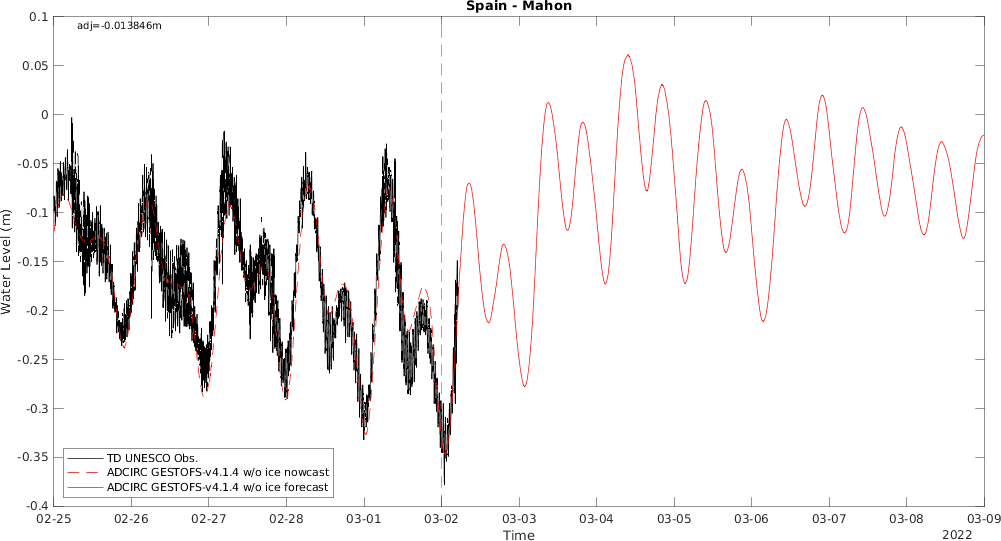 Spain - Mahon
adj=-0.013846m
0.1
0.05
0
-0.05
-0.1
-0.15
-0.2
-0.25
-0.3
-0.35
-0.4
Water Level (m)
TD UNESCO Obs.
ADCIRC GESTOFS-v4.1.4 w/o ice nowcast
ADCIRC GESTOFS-v4.1.4 w/o ice forecast
02-25 02-26 02-27 02-28 03-01 03-02 03-03 03-04 03-05 03-06 03-07 03-08 03-09
Time
2022